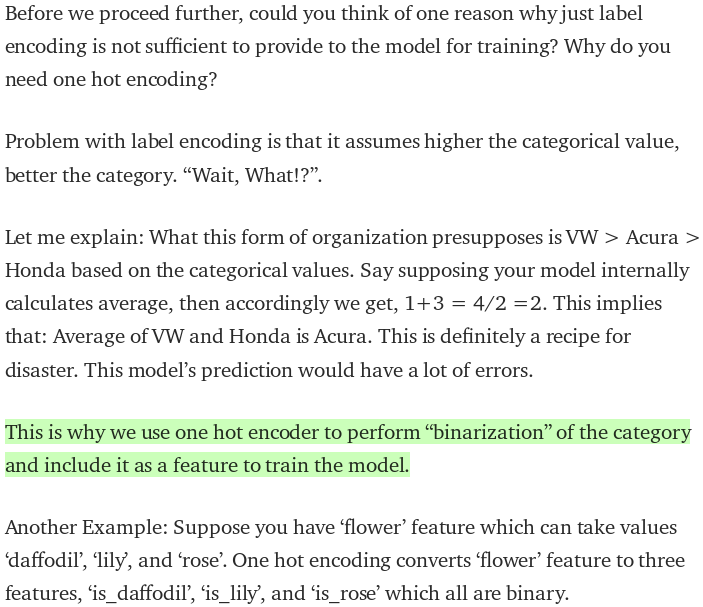 Before we proceed further, could you think of one reason why just label
encoding is not sufficient to provide to the model for training? Why do you
need one hot encoding?
Problem with label encoding is that it assumes higher the categorical value,
better the category. “Wait, What!?”.
Let me explain: What this form of organization presupposes is VW > Acura >
Honda based on the categorical values. Say supposing your model internally
calculates average, then accordingly we get, 1+3 = 4/2 =2. This implies
that: Average of VW and Honda is Acura. This is definitely a recipe for
disaster. This model’s prediction would have a lot of errors.
This is why we use one hot encoder to perform “binarization” of the category
and include it as a feature to train the model.
Another Example: Suppose you have ‘flower’ feature which can take values
‘daffodil’, ‘lily’, and ‘rose’. One hot encoding converts ‘flower’ feature to three
features, ‘is_daffodil’, ‘is_lily’, and ‘is_rose’ which all are binary.